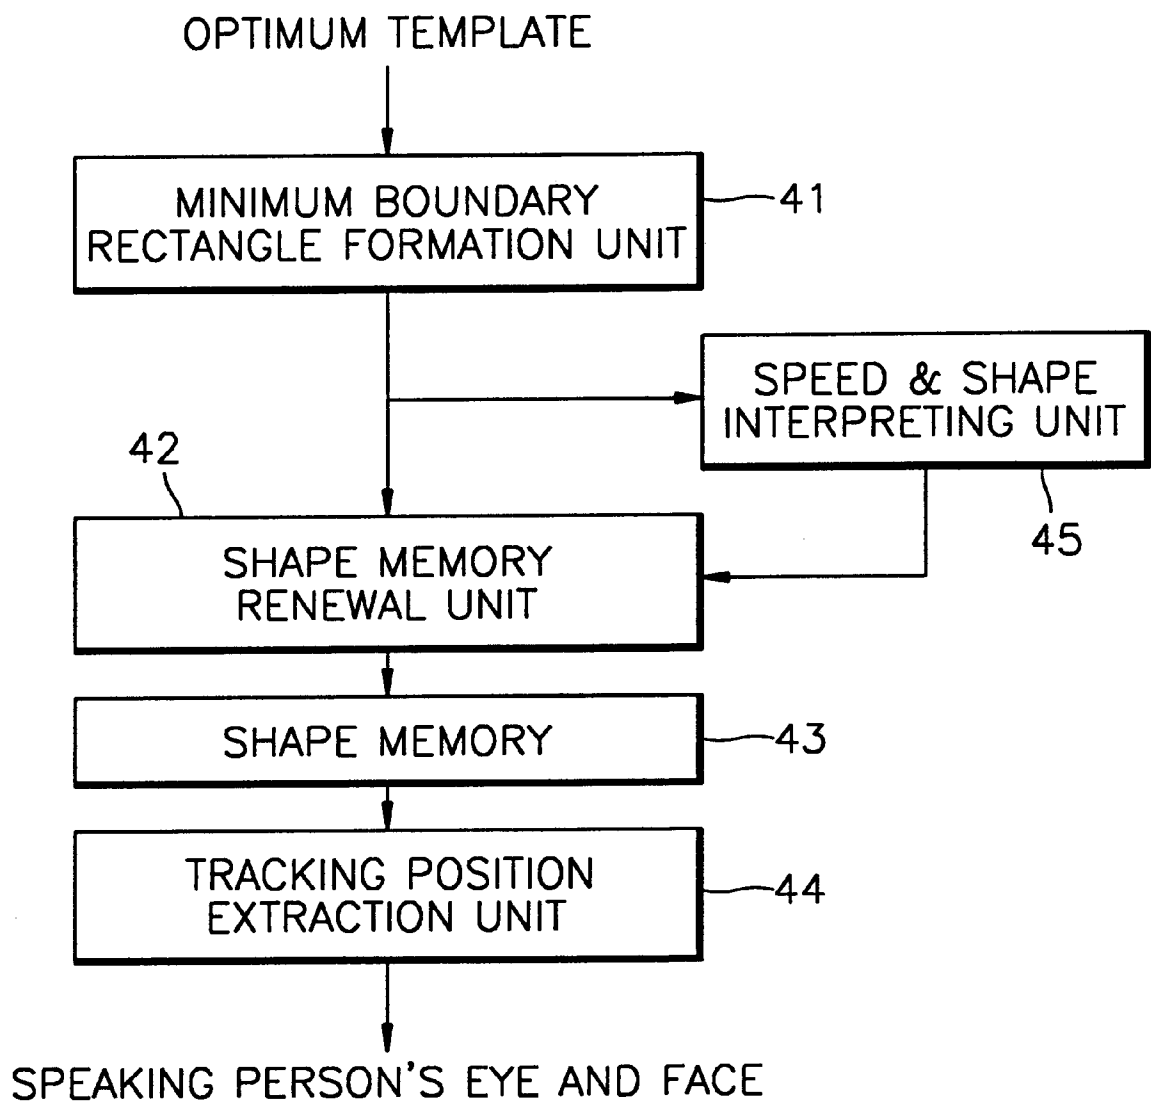 OPTIMUM TEMPLATE
MINIMUM BOUNDARY
RECTANGLE FORMATION UNIT
41
SPEED & SHAPE
INTERPRETING UNIT
45
42
SHAPE MEMORY
RENEWAL UNIT
SHAPE MEMORY
43
TRACKING POSITION
EXTRACTION UNIT
44
SPEAKING PERSON'S EYE AND FACE